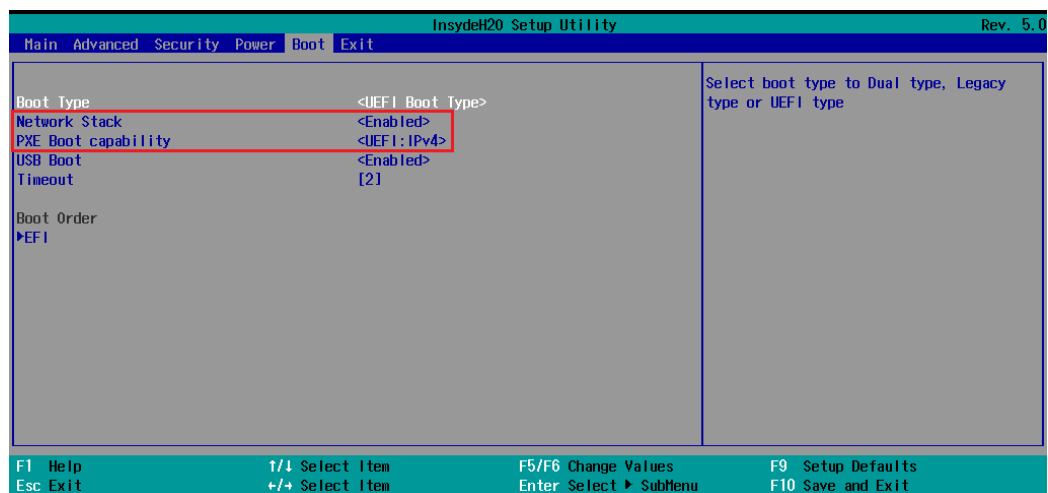 InsydeH20 Setup Utility Rev. 5.0
Main Advanced Security Power Boot Exit
Boot Type <UEFI Boot Type>
Network Stack <Enabled>
PXE Boot capability <UEFI:IPv4>
USB Boot <Enabled>
Timeout [2]
Boot Order
▶EFI
Select boot type to Dual type, Legacy
type or UEFI type
F1 Help ↑/↓ Select Item F5/F6 Change Values F9 Setup Defaults
Esc Exit ←/→ Select Item Enter Select ▶ SubMenu F10 Save and Exit